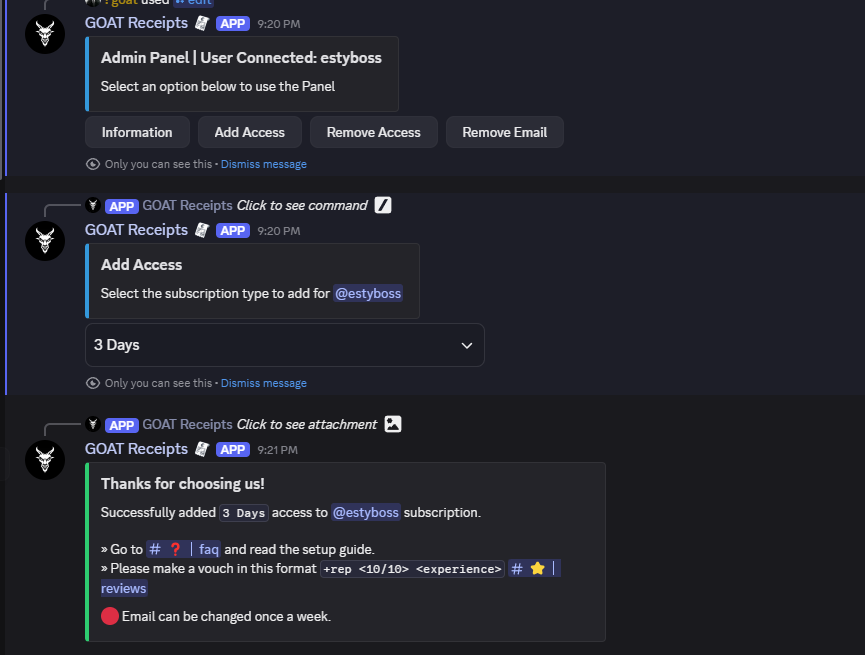 !goat used edit
GOAT Receipts APP 9:20 PM
Admin Panel | User Connected: estyboss
Select an option below to use the Panel
Information Add Access Remove Access Remove Email
Only you can see this • Dismiss message
APP GOAT Receipts Click to see command
GOAT Receipts APP 9:20 PM
Add Access
Select the subscription type to add for @estyboss
3 Days
Only you can see this • Dismiss message
APP GOAT Receipts Click to see attachment
GOAT Receipts APP 9:21 PM
Thanks for choosing us!
Successfully added 3 Days access to @estyboss subscription.
» Go to # ❓ | faq and read the setup guide.
» Please make a vouch in this format +rep <10/10> <experience> # ⭐ |
reviews
🔴 Email can be changed once a week.